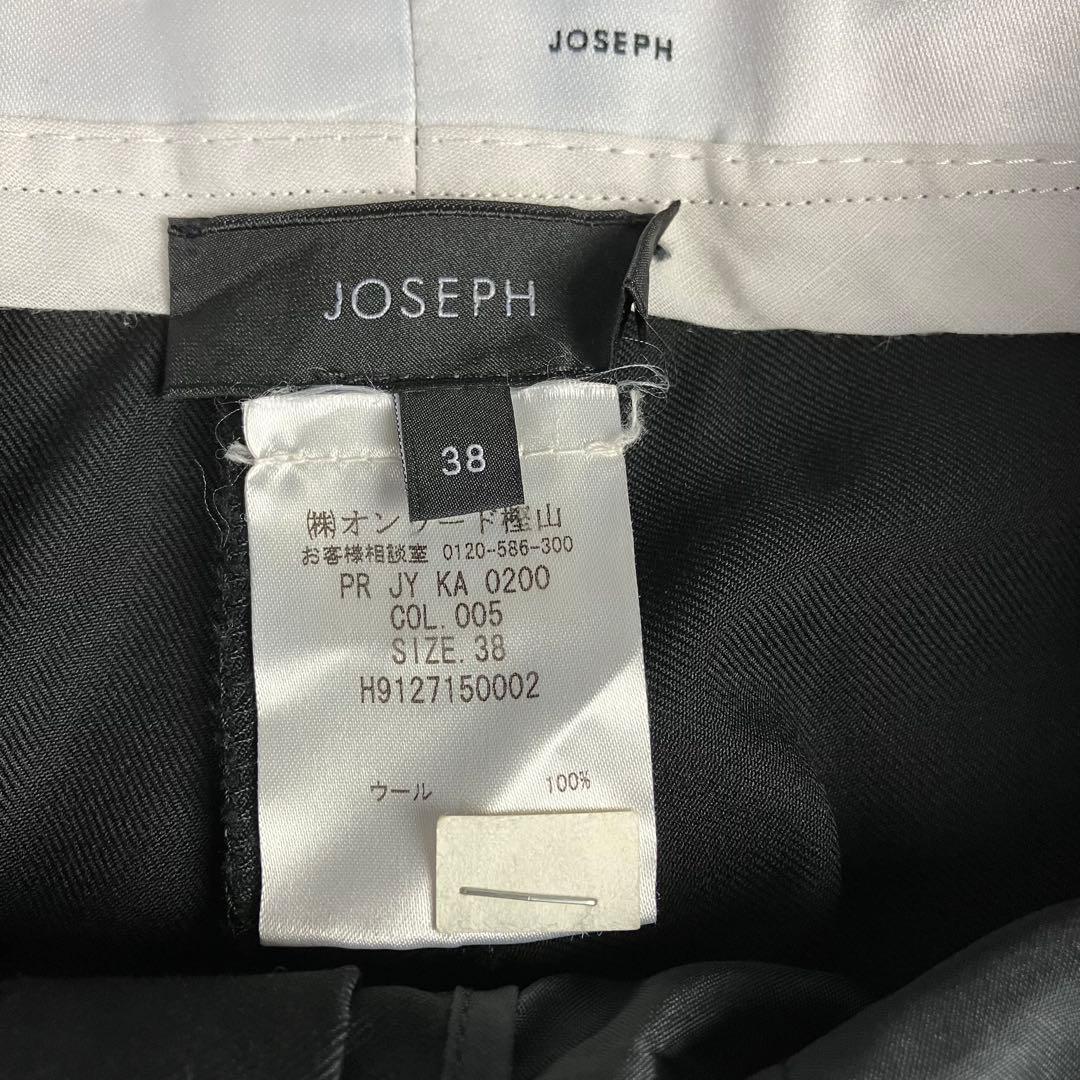 JOSEPH
JOSEPH
38
㈱オンワード樫山
お客様相談室 0120-586-300
PR JY KA 0200
COL.005
SIZE.38
H9127150002
ウール 100%